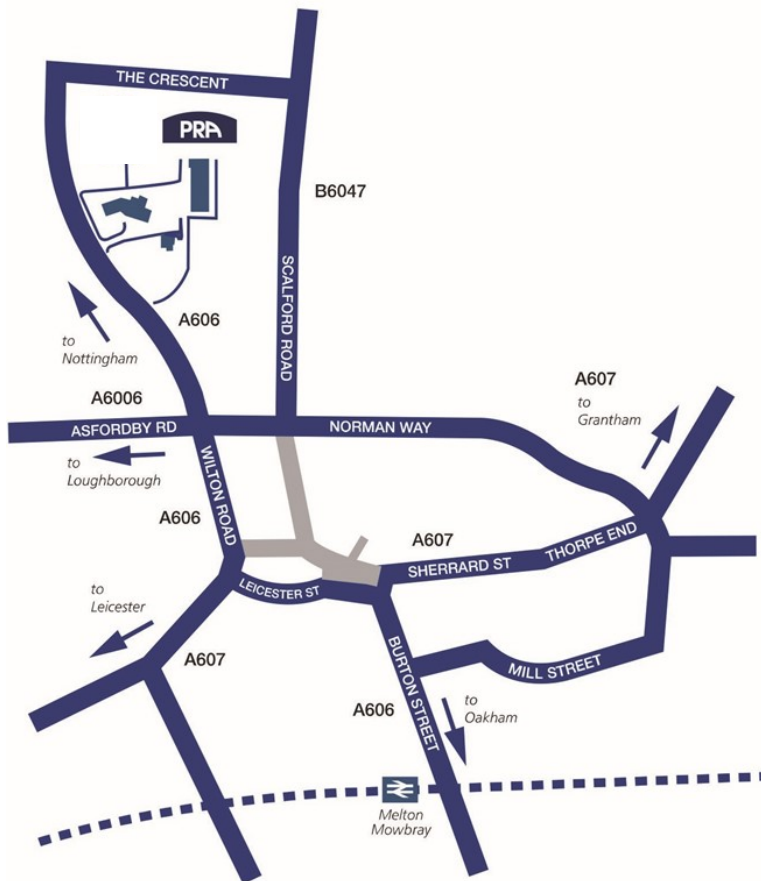 THE CRESCENT
PRA
B6047
SCALFORD ROAD
A606
to
Nottingham
A6006
A607
to
Grantham
ASFORDBY RD
NORMAN WAY
to
Loughborough
WILTON ROAD
A606
A607
THORPE END
SHERRARD ST
to
Leicester
LEICESTER ST
A607
BURTON STREET
MILL STREET
A606
to
Oakham
Melton
Mowbray